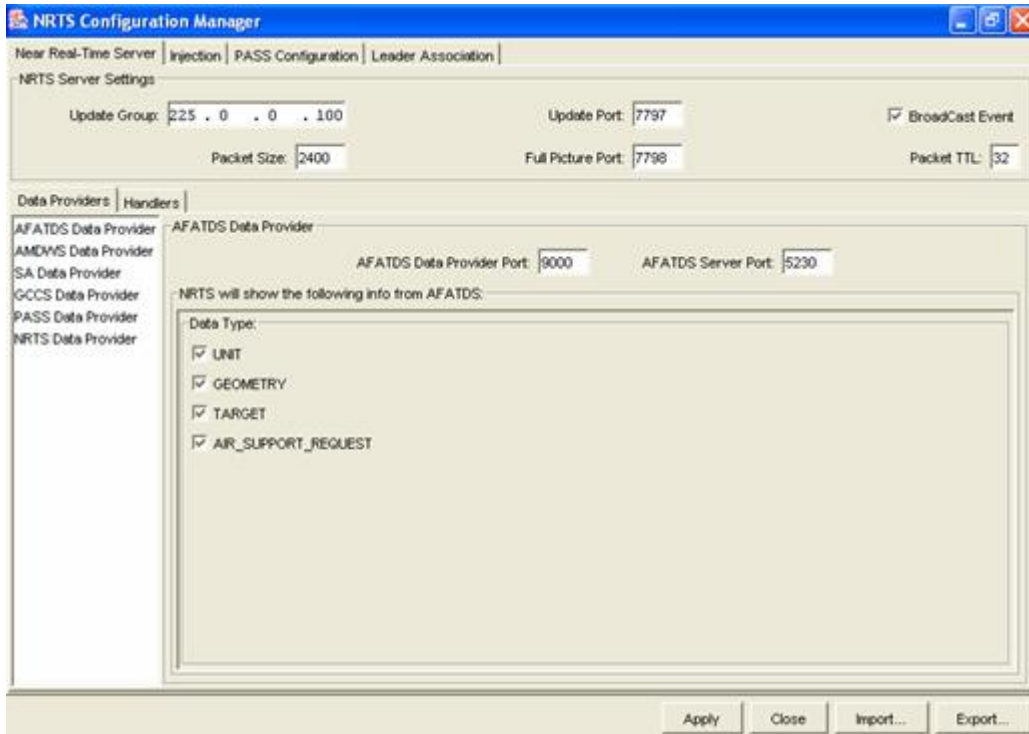 NRTS Configuration Manager
Near Real-Time Server Injection PASS Configuration Leader Association
NRTS Server Settings
Update Group: 225 . 0 . 0 . 100 Update Port: 7797 BroadCast Event
Packet Size: 2400 Full Picture Port: 7798 Packet TTL: 32
Data Providers Handlers
AFATDS Data Provider
AMDWS Data Provider
SA Data Provider
GCCS Data Provider
PASS Data Provider
NRTS Data Provider
AFATDS Data Provider
AFATDS Data Provider Port: 9000 AFATDS Server Port: 5230
NRTS will show the following info from AFATDS:
Data Type:
UNIT
GEOMETRY
TARGET
AIR_SUPPORT_REQUEST
Apply Close Import... Export...